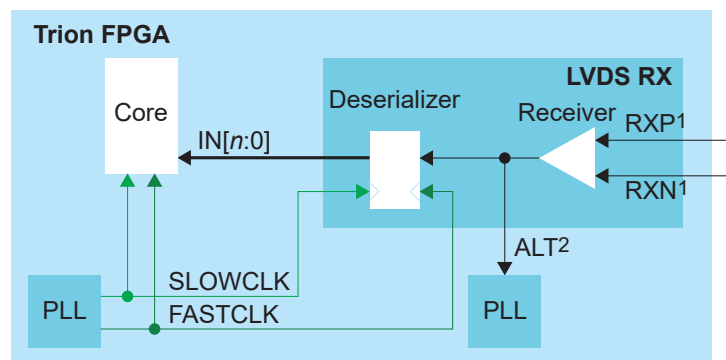 Trion FPGA
LVDS RX
Core
Deserializer
Receiver
RXP1
IN[n:0]
RXN1
ALT2
SLOWCLK
PLL
PLL
FASTCLK